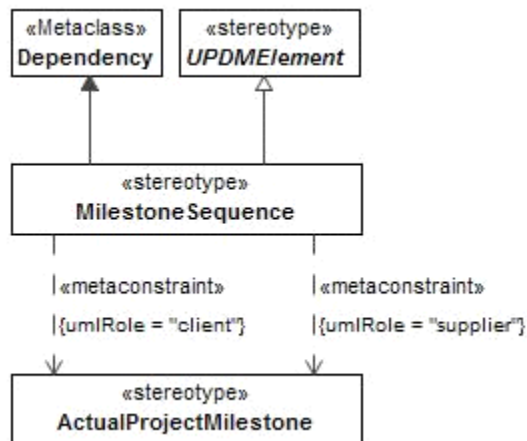 «Metaclass»
Dependency
«stereotype»
UPDMElement
«stereotype»
MilestoneSequence
«metaconstraint»
{umlRole = "client"}
«metaconstraint»
{umlRole = "supplier"}
«stereotype»
ActualProjectMilestone